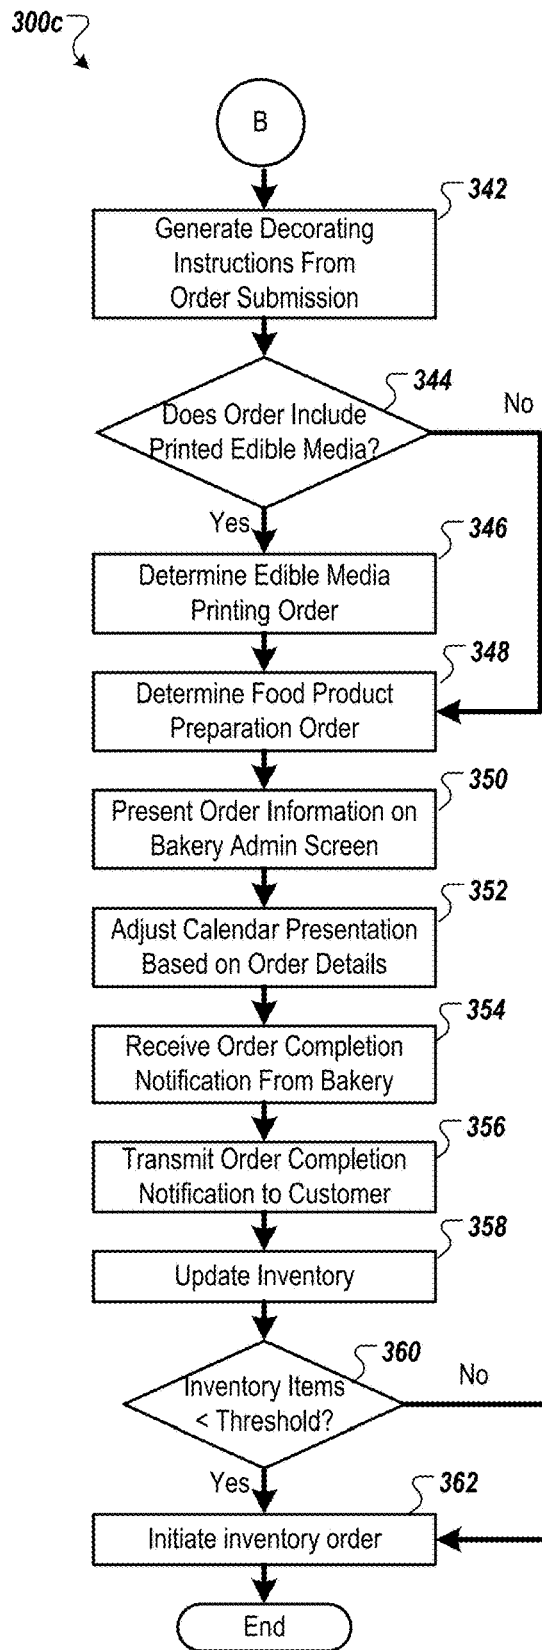 300c
B
342
Generate Decorating
Instructions From
Order Submission
344
No
Does Order Include
Printed Edible Media?
Yes
346
Determine Edible Media
Printing Order
348
Determine Food Product
Preparation Order
350
Present Order Information on
Bakery Admin Screen
352
Adjust Calendar Presentation
Based on Order Details
354
Receive Order Completion
Notification From Bakery
356
Transmit Order Completion
Notification to Customer
358
Update Inventory
360
No
Inventory Items
< Threshold?
Yes
362
Initiate inventory order
End